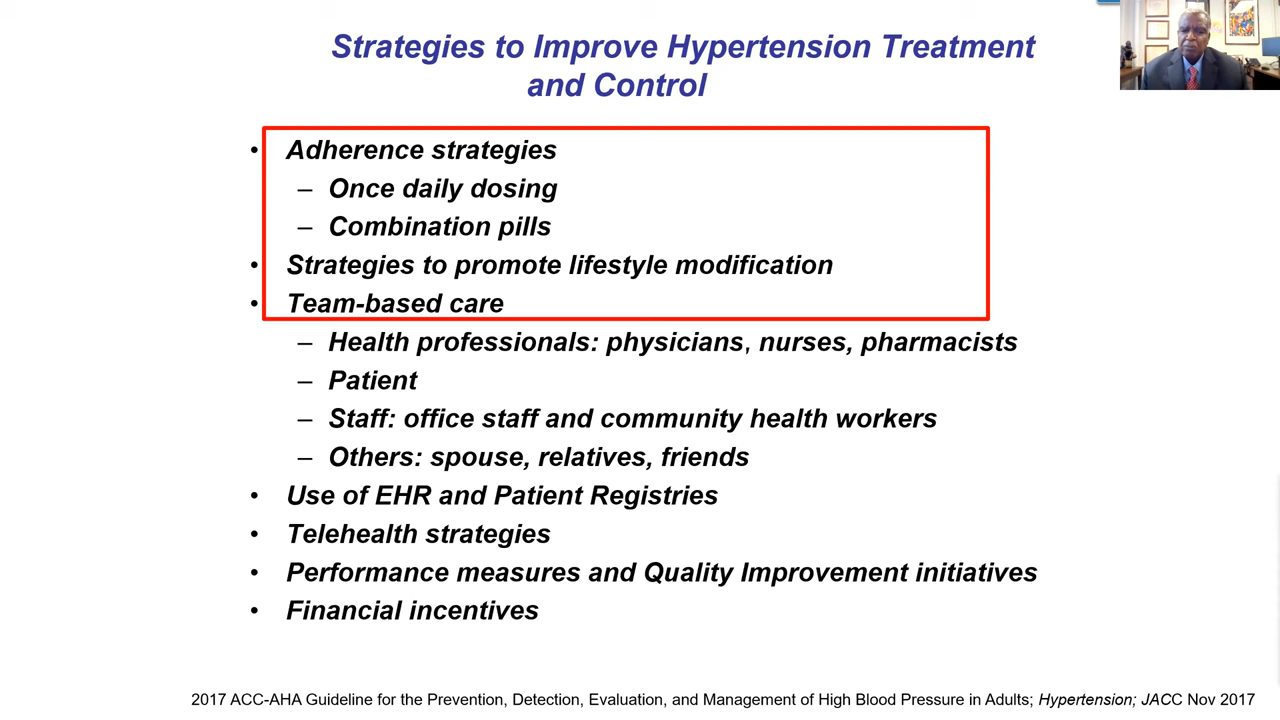 Strategies to Improve Hypertension Treatment
and Control
• Adherence strategies
– Once daily dosing
– Combination pills
• Strategies to promote lifestyle modification
• Team-based care
– Health professionals: physicians, nurses, pharmacists
– Patient
– Staff: office staff and community health workers
– Others: spouse, relatives, friends
• Use of EHR and Patient Registries
• Telehealth strategies
• Performance measures and Quality Improvement initiatives
• Financial incentives
2017 ACC-AHA Guideline for the Prevention, Detection, Evaluation, and Management of High Blood Pressure in Adults; Hypertension; JACC Nov 2017